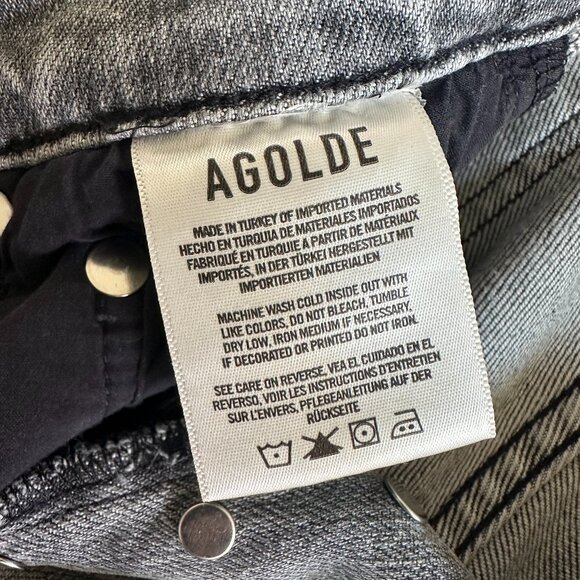 AGOLDE
MADE IN TURKEY OF IMPORTED MATERIALS
HECHO EN TURQUIA DE MATERIALES IMPORTADOS
FABRIQUÉ EN TURQUIE A PARTIR DE MATÉRIAUX
IMPORTÉS, IN DER TÜRKEI HERGESTELLT MIT
IMPORTIERTEN MATERIALIEN
MACHINE WASH COLD INSIDE OUT WITH
LIKE COLORS, DO NOT BLEACH, TUMBLE
DRY LOW, IRON MEDIUM IF NECESSARY,
IF DECORATED OR PRINTED DO NOT IRON.
SEE CARE ON REVERSE, VEA EL CUIDADO EN EL
REVERSO, VOIR LES INSTRUCTIONS D'ENTRETIEN
SUR L'ENVERS, PFLEGEANLEITUNG AUF DER
RÜCKSEITE